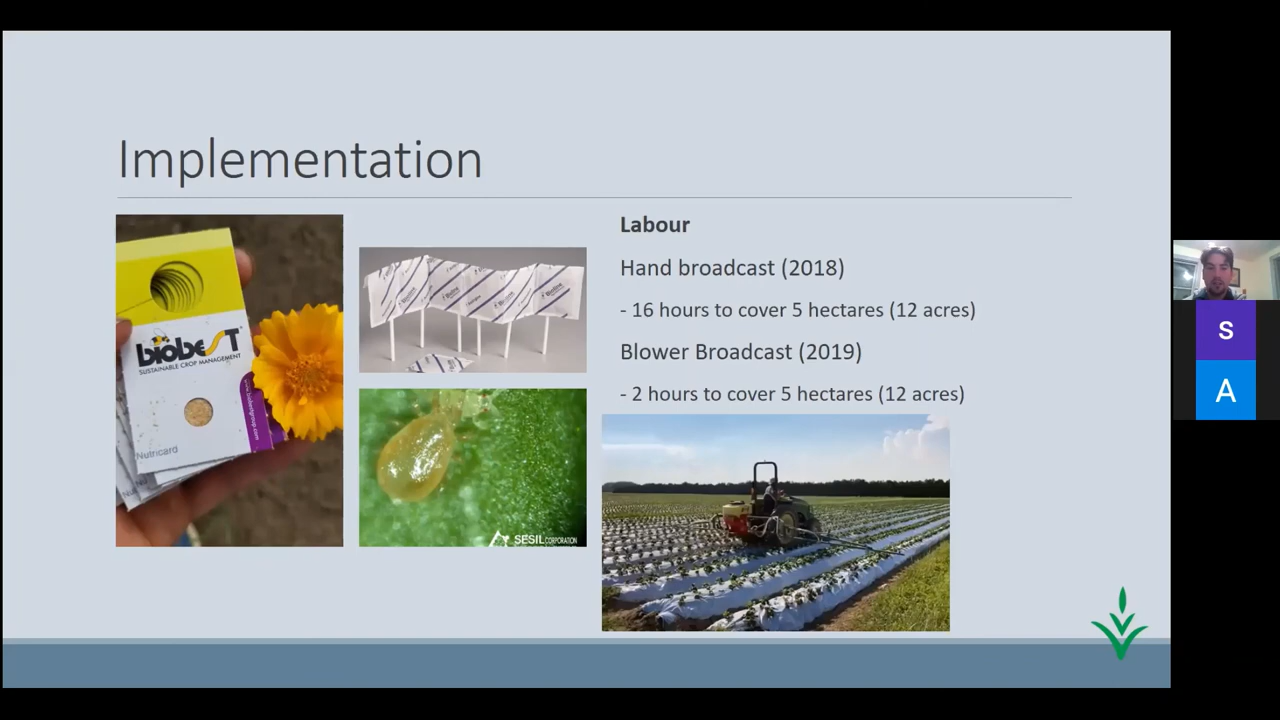 Implementation
biobest
SUSTAINABLE CROP MANAGEMENT
Nutricard
Nu
SESIL CORPORATION
Labour
Hand broadcast (2018)
- 16 hours to cover 5 hectares (12 acres)
Blower Broadcast (2019)
- 2 hours to cover 5 hectares (12 acres)
S
A